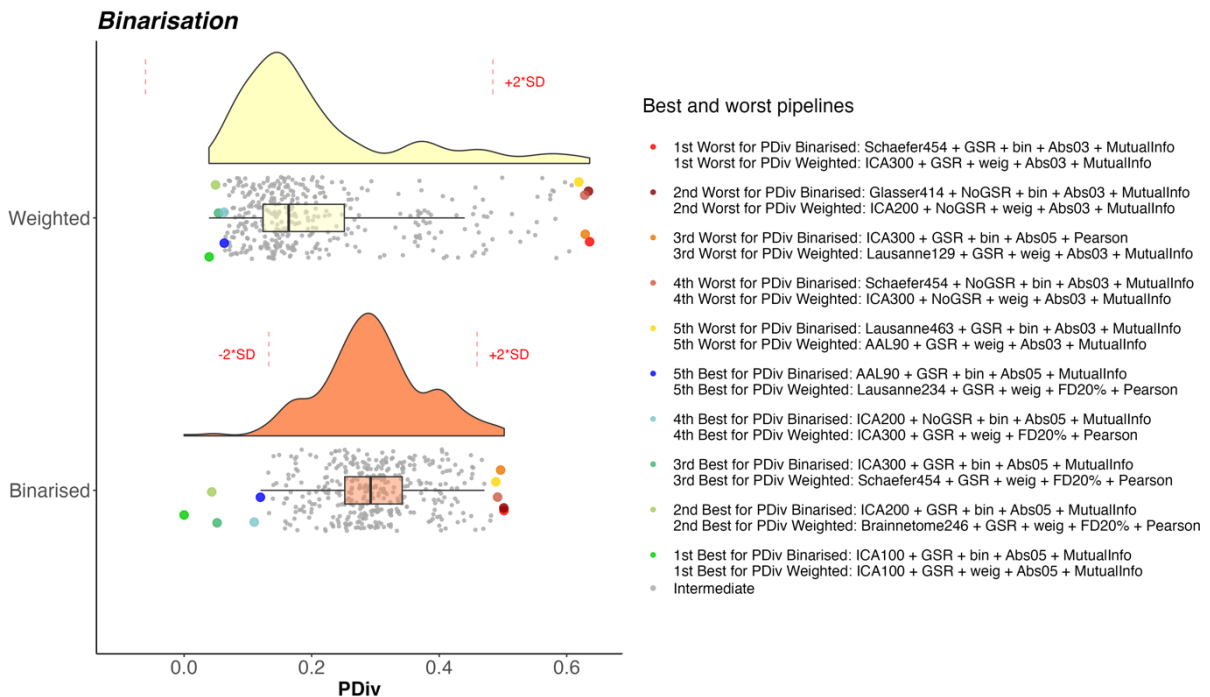 Binarisation
+2*SD
Weighted
-2*SD
+2*SD
Binarised
0.0
0.2
0.4
0.6
PDiv
Best and worst pipelines
1st Worst for PDiv Binarised: Schaefer454 + GSR + bin + Abs03 + MutualInfo
1st Worst for PDiv Weighted: ICA300 + GSR + weig + Abs03 + MutualInfo
2nd Worst for PDiv Binarised: Glasser414 + NoGSR + bin + Abs03 + MutualInfo
2nd Worst for PDiv Weighted: ICA200 + NoGSR + weig + Abs03 + MutualInfo
3rd Worst for PDiv Binarised: ICA300 + GSR + bin + Abs05 + Pearson
3rd Worst for PDiv Weighted: Lausanne129 + GSR + weig + Abs03 + MutualInfo
4th Worst for PDiv Binarised: Schaefer454 + NoGSR + bin + Abs03 + MutualInfo
4th Worst for PDiv Weighted: ICA300 + NoGSR + weig + Abs03 + MutualInfo
5th Worst for PDiv Binarised: Lausanne463 + GSR + bin + Abs03 + MutualInfo
5th Worst for PDiv Weighted: AAL90 + GSR + weig + Abs03 + MutualInfo
5th Best for PDiv Binarised: AAL90 + GSR + bin + Abs05 + MutualInfo
5th Best for PDiv Weighted: Lausanne234 + GSR + weig + FD20% + Pearson
4th Best for PDiv Binarised: ICA200 + NoGSR + bin + Abs05 + MutualInfo
4th Best for PDiv Weighted: ICA300 + GSR + weig + FD20% + Pearson
3rd Best for PDiv Binarised: ICA300 + GSR + bin + Abs05 + MutualInfo
3rd Best for PDiv Weighted: Schaefer454 + GSR + weig + FD20% + Pearson
2nd Best for PDiv Binarised: ICA200 + GSR + bin + Abs05 + MutualInfo
2nd Best for PDiv Weighted: Brainnetome246 + GSR + weig + FD20% + Pearson
1st Best for PDiv Binarised: ICA100 + GSR + bin + Abs05 + MutualInfo
1st Best for PDiv Weighted: ICA100 + GSR + weig + Abs05 + MutualInfo
Intermediate